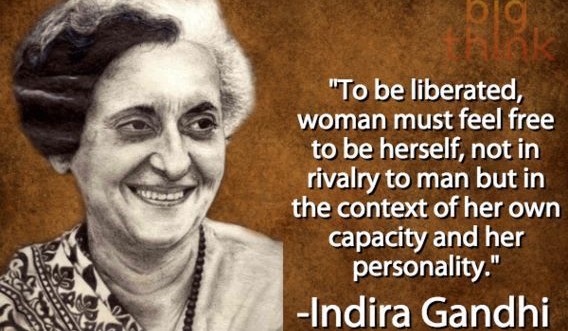 big
think
"To be liberated,
woman must feel free
to be herself, not in
rivalry to man but in
the context of her own
capacity and her
personality."
-Indira Gandhi